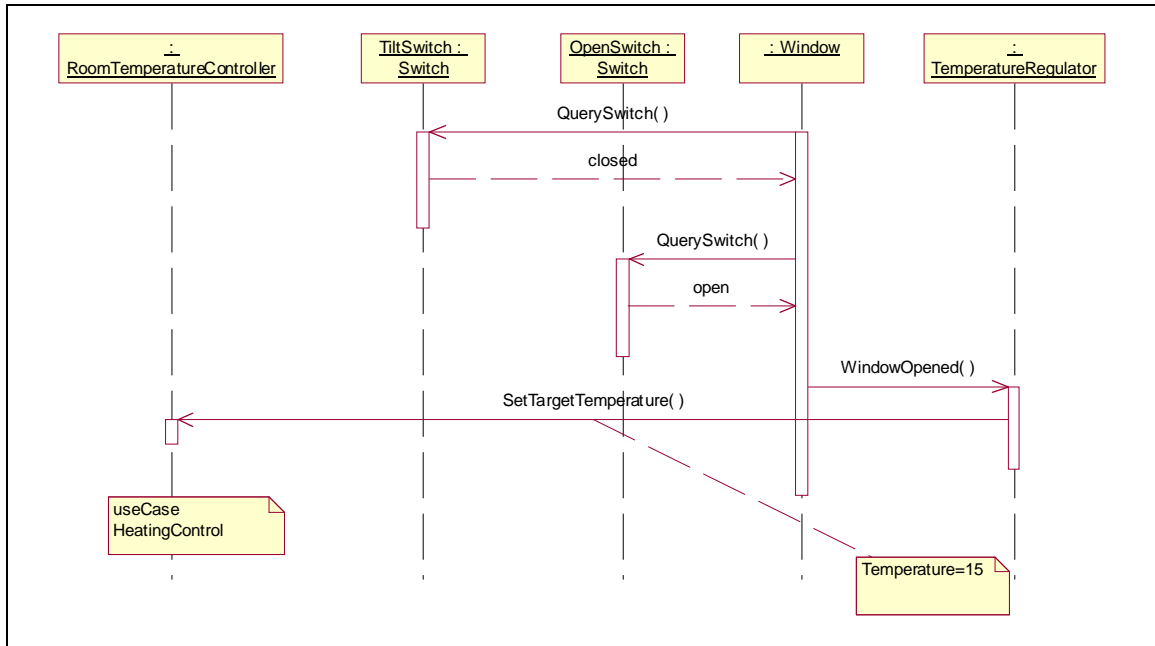 :
RoomTemperatureController
TiltSwitch :
Switch
OpenSwitch :
Switch
: Window
:
TemperatureRegulator
QuerySwitch( )
closed
QuerySwitch( )
open
WindowOpened( )
SetTargetTemperature( )
useCase
HeatingControl
Temperature=15